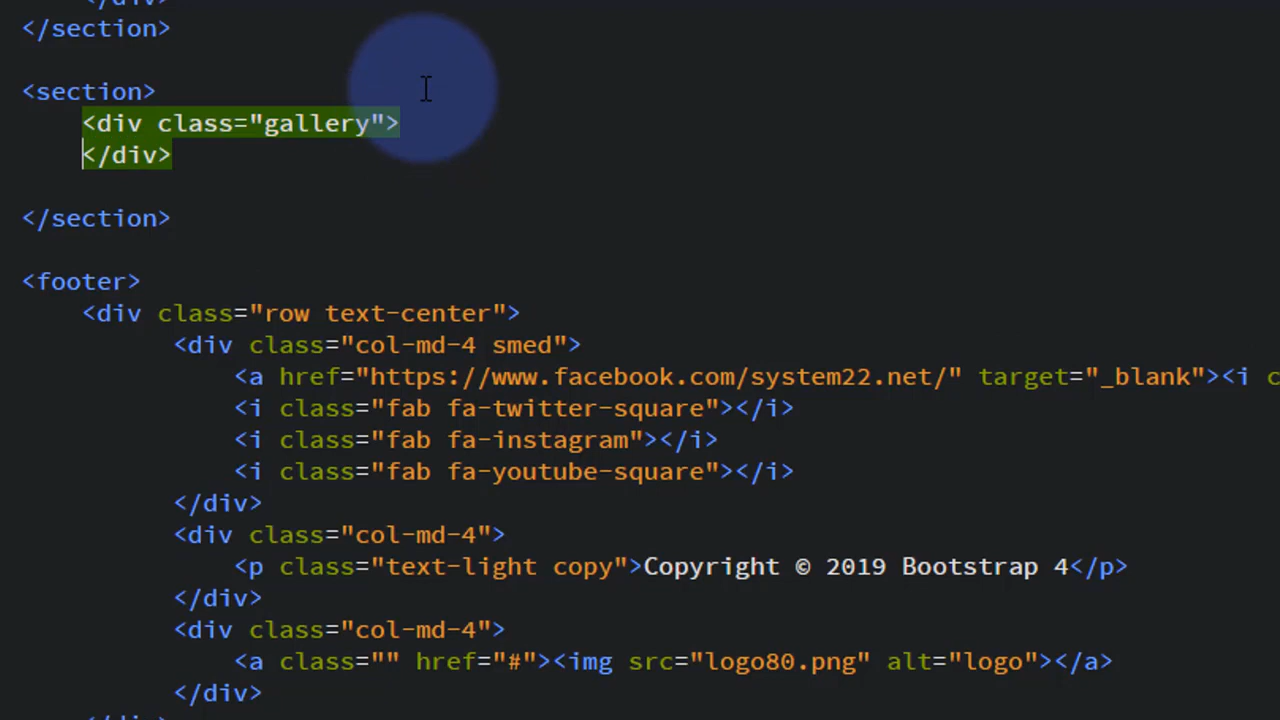 </section>
<section>
<div class="gallery">
</div>
</section>
<footer>
<div class="row text-center">
<div class="col-md-4 smed">
<a href="https://www.facebook.com/system22.net/" target="_blank"><i c
<i class="fab fa-twitter-square"></i>
<i class="fab fa-instagram"></i>
<i class="fab fa-youtube-square"></i>
</div>
<div class="col-md-4">
<p class="text-light copy">Copyright © 2019 Bootstrap 4</p>
</div>
<div class="col-md-4">
<a class="" href="#"><img src="logo80.png" alt="logo"></a>
</div>